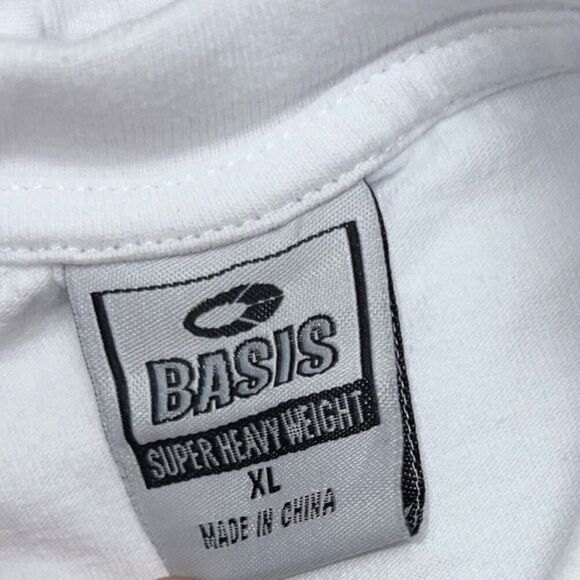 BASIS
SUPER HEAVY WEIGHT
XL
MADE IN CHINA